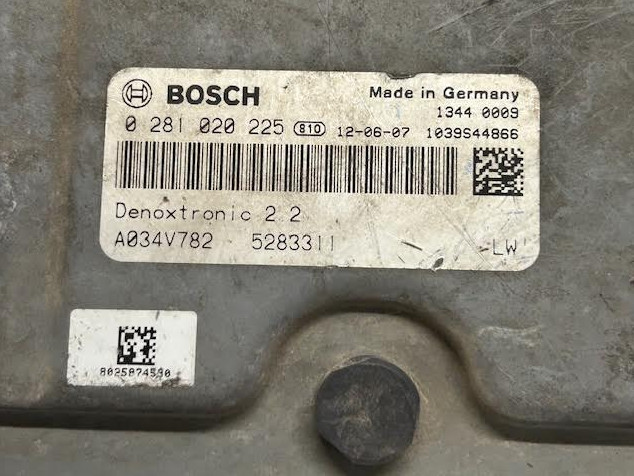 BOSCH
Made in Germany
1344 0009
0 281 020 225 810 12-06-07 1039S44866
Denoxtronic 2 2
A034V782 5283311
LW
8025874590